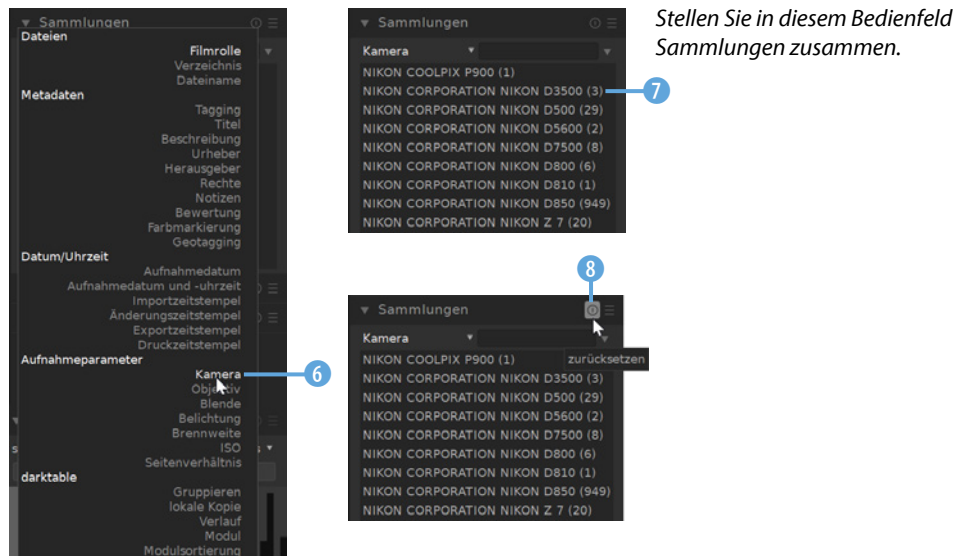 Sammlungen
Dateien
Filmrolle
Verzeichnis
Dateiname
Metadaten
Tagging
Titel
Beschreibung
Urheber
Herausgeber
Rechte
Notizen
Bewertung
Farbmarkierung
Geotagging
Datum/Uhrzeit
Aufnahmedatum
Aufnahmedatum und -uhrzeit
Importzeitstempel
Änderungszeitstempel
Exportzeitstempel
Druckzeitstempel
Aufnahmeparameter
Kamera
6
Objektiv
Blende
Belichtung
Brennweite
ISO
Seitenverhältnis
darktable
Gruppieren
lokale Kopie
Verlauf
Modul
Modulsortierung
Sammlungen
Kamera
NIKON COOLPIX P900 (1)
NIKON CORPORATION NIKON D3500 (3)
7
NIKON CORPORATION NIKON D500 (29)
NIKON CORPORATION NIKON D5600 (2)
NIKON CORPORATION NIKON D7500 (8)
NIKON CORPORATION NIKON D800 (6)
NIKON CORPORATION NIKON D810 (1)
NIKON CORPORATION NIKON D850 (949)
NIKON CORPORATION NIKON Z 7 (20)
8
Sammlungen
Kamera
NIKON COOLPIX P900 (1)
zurücksetzen
NIKON CORPORATION NIKON D3500 (3)
NIKON CORPORATION NIKON D500 (29)
NIKON CORPORATION NIKON D5600 (2)
NIKON CORPORATION NIKON D7500 (8)
NIKON CORPORATION NIKON D800 (6)
NIKON CORPORATION NIKON D810 (1)
NIKON CORPORATION NIKON D850 (949)
NIKON CORPORATION NIKON Z 7 (20)
Stellen Sie in diesem Bedienfeld
Sammlungen zusammen.